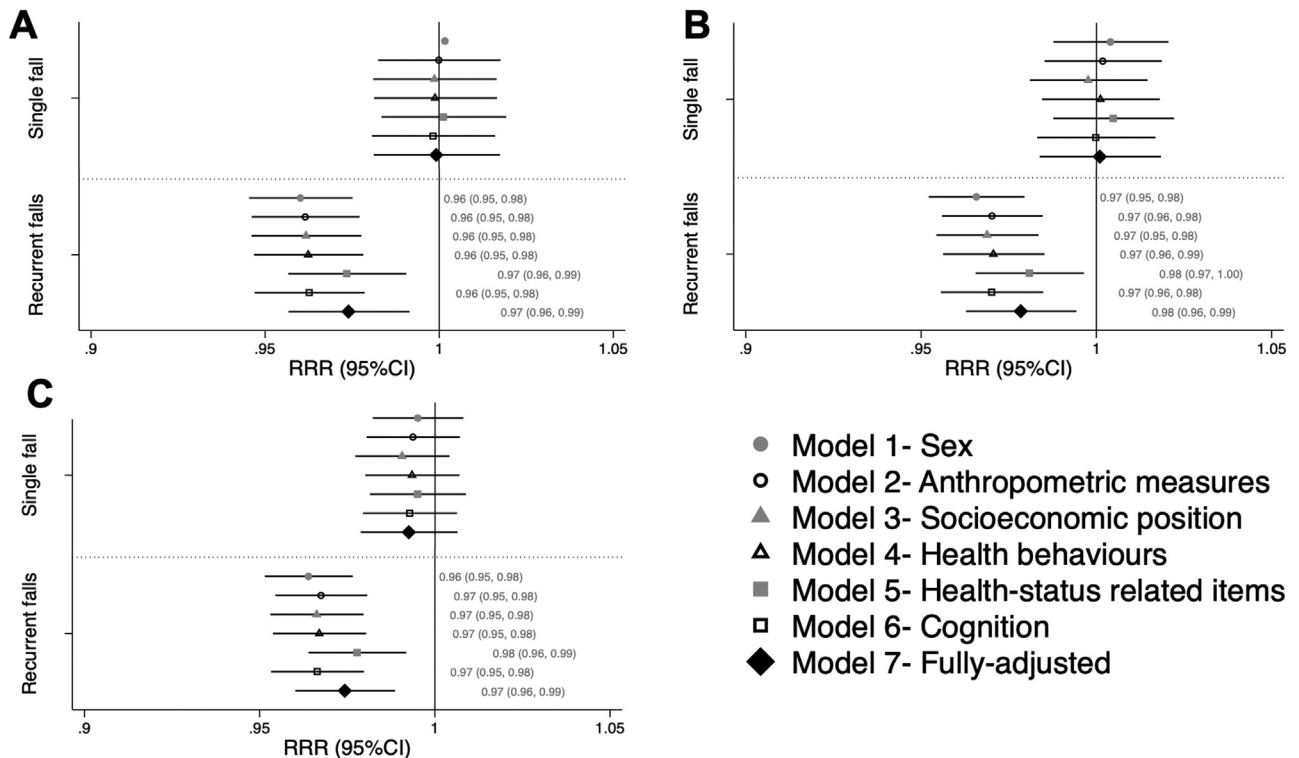 A
Single fall
Recurrent falls
0.96 (0.95, 0.98)
0.96 (0.95, 0.98)
0.96 (0.95, 0.98)
0.96 (0.95, 0.98)
0.97 (0.96, 0.99)
0.96 (0.95, 0.98)
0.97 (0.96, 0.99)
.9 .95 1 1.05
RRR (95%CI)
B
Single fall
Recurrent falls
0.97 (0.95, 0.98)
0.97 (0.96, 0.98)
0.97 (0.95, 0.98)
0.97 (0.96, 0.99)
0.98 (0.97, 1.00)
0.97 (0.96, 0.98)
0.98 (0.96, 0.99)
.9 .95 1 1.05
RRR (95%CI)
C
Single fall
Recurrent falls
0.96 (0.95, 0.98)
0.97 (0.95, 0.98)
0.97 (0.95, 0.98)
0.97 (0.95, 0.98)
0.98 (0.96, 0.99)
0.97 (0.95, 0.98)
0.97 (0.96, 0.99)
.9 .95 1 1.05
RRR (95%CI)
Model 1- Sex
Model 2- Anthropometric measures
Model 3- Socioeconomic position
Model 4- Health behaviours
Model 5- Health-status related items
Model 6- Cognition
Model 7- Fully-adjusted